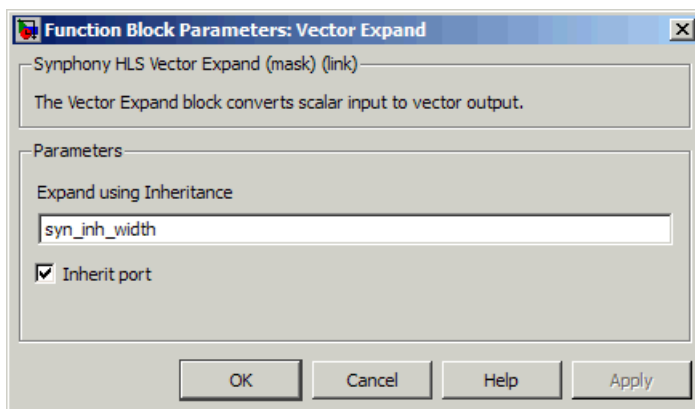 Function Block Parameters: Vector Expand
Synphony HLS Vector Expand (mask) (link)
The Vector Expand block converts scalar input to vector output.
Parameters
Expand using Inheritance
syn_inh_width
Inherit port
OK Cancel Help Apply